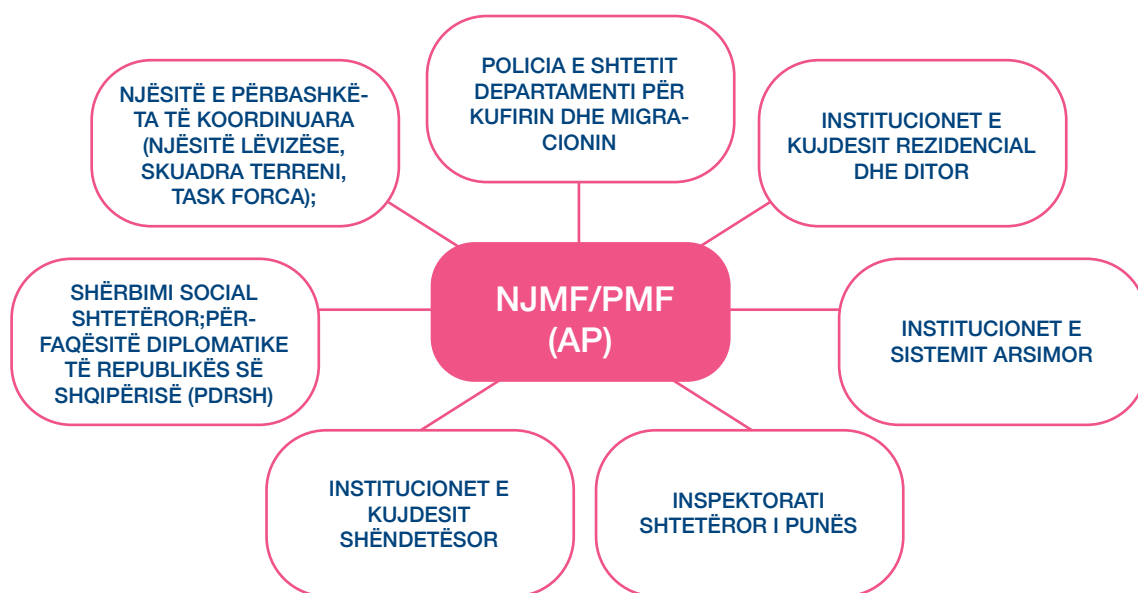 POLICIA E SHTETIT
DEPARTAMENTI PËR
KUFIRIN DHE MIGRA-
CIONIN
NJËSITË E PËRBASHKË-
TA TË KOORDINUARA
(NJËSITË LËVIZËSE,
SKUADRA TERRENI,
TASK FORCA);
INSTITUCIONET E
KUJDESIT REZIDENCIAL
DHE DITOR
NJMF/PMF
(AP)
SHËRBIMI SOCIAL
SHTETËROR;PËR-
FAQËSITË DIPLOMATIKE
TË REPUBLIKËS SË
SHQIPËRISË (PDRSH)
INSTITUCIONET E
SISTEMIT ARSIMOR
INSTITUCIONET E
KUJDESIT
SHËNDETËSOR
INSPEKTORATI
SHTETËROR I PUNËS